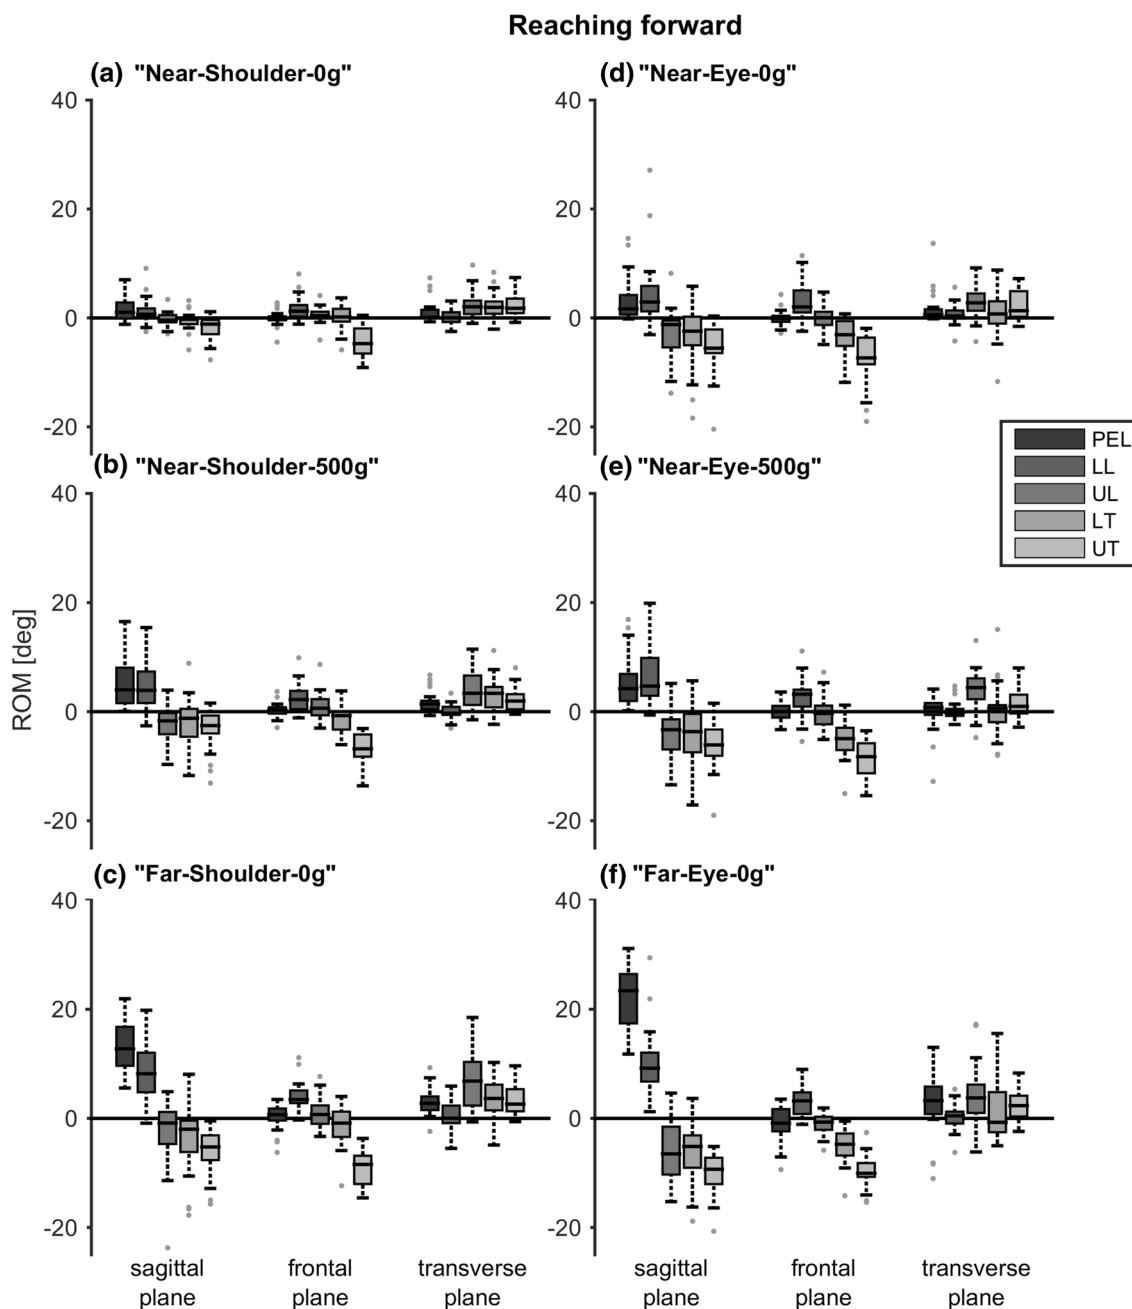 Reaching forward
(a) "Near-Shoulder-0g"
(d) "Near-Eye-0g"
40
20
0
-20
40
20
0
-20
(b) "Near-Shoulder-500g"
(e) "Near-Eye-500g"
PEL
LL
UL
LT
UT
ROM [deg]
40
20
0
-20
40
20
0
-20
(c) "Far-Shoulder-0g"
(f) "Far-Eye-0g"
40
20
0
-20
40
20
0
-20
sagittal
plane
frontal
plane
transverse
plane
sagittal
plane
frontal
plane
transverse
plane